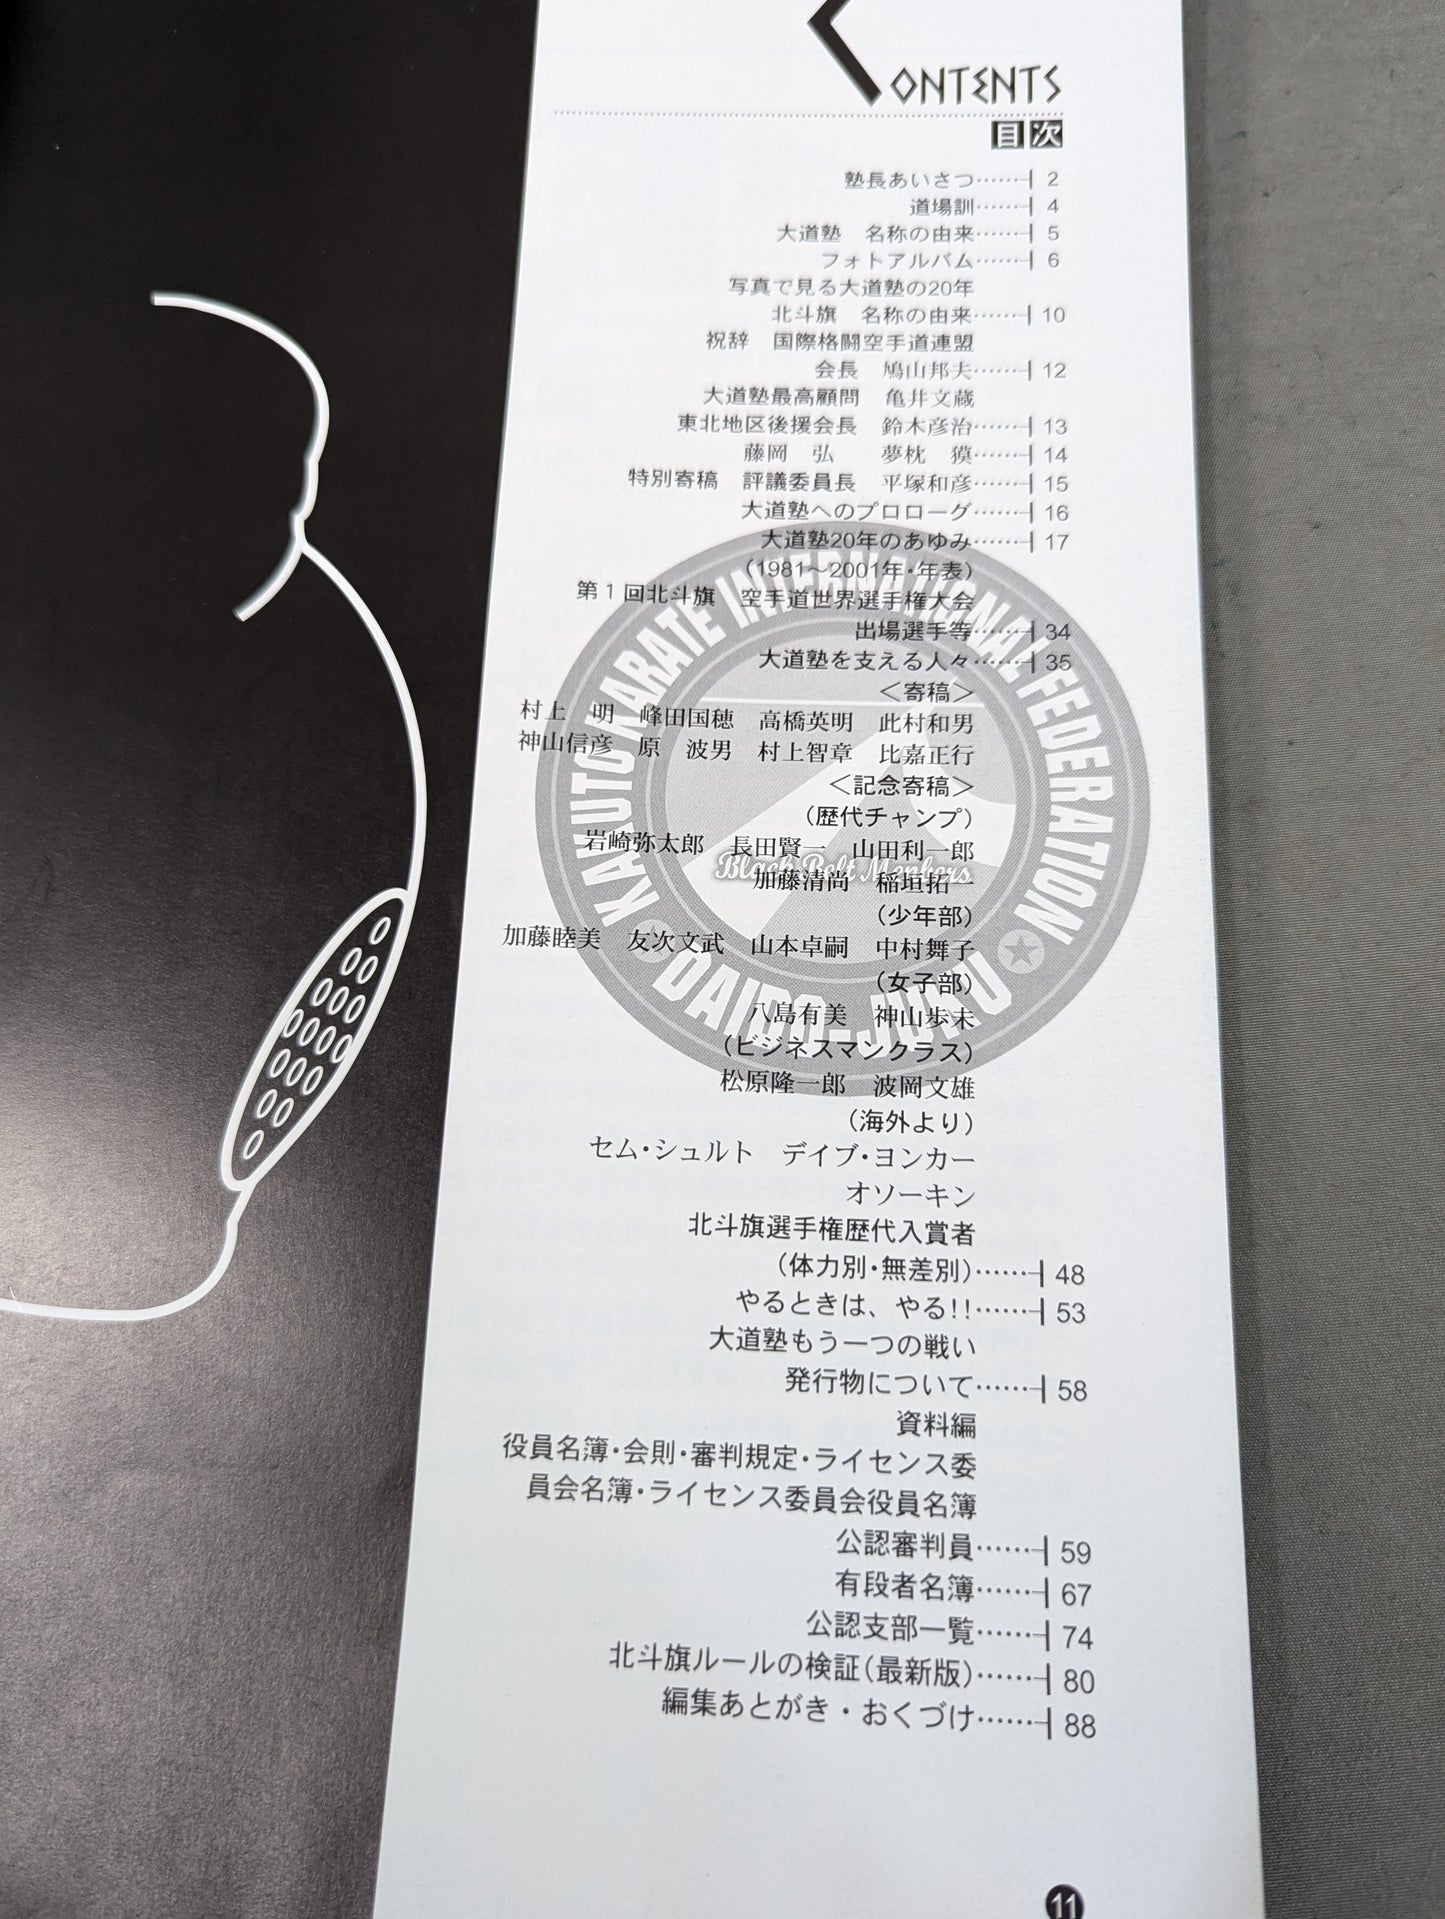 CONTENTS
目次
塾長あいさつ……┤2
道場訓……┤4
大道塾　名称の由来……┤5
フォトアルバム……┤6
写真で見る大道塾の20年
北斗旗　名称の由来……┤10
祝辞　国際格闘空手道連盟
会長　鳩山邦夫……┤12
大道塾最高顧問　亀井文蔵
東北地区後援会長　鈴木彦治……┤13
藤岡　弘　　夢枕　獏……┤14
特別寄稿　評議委員長　平塚和彦……┤15
大道塾へのプロローグ……┤16
大道塾20年のあゆみ……┤17
(1981～2001年・年表)
第1回北斗旗　空手道世界選手権大会
出場選手等……┤34
大道塾を支える人々……┤35
＜寄稿＞
村上　明　峰田国穂　高橋英明　此村和男
神山信彦　原　波男　村上智章　比嘉正行
＜記念寄稿＞
(歴代チャンプ)
岩崎弥太郎　長田賢一　山田利一郎
加藤清尚　稲垣拓一
(少年部)
加藤睦美　友次文武　山本卓嗣　中村舞子
(女子部)
八島有美　神山歩未
(ビジネスマンクラス)
松原隆一郎　波岡文雄
(海外より)
セム・シュルト　デイブ・ヨンカー
オソーキン
北斗旗選手権歴代入賞者
(体力別・無差別)……┤48
やるときは、やる!!……┤53
大道塾もう一つの戦い
発行物について……┤58
資料編
役員名簿・会則・審判規定・ライセンス委
員会名簿・ライセンス委員会役員名簿
公認審判員……┤59
有段者名簿……┤67
公認支部一覧……┤74
北斗旗ルールの検証(最新版)……┤80
編集あとがき・おくづけ……┤88
KAKUTO KARATE INTERNATIONAL FEDERATION
Black Belt Menbers
DAIDO-JUKU
11